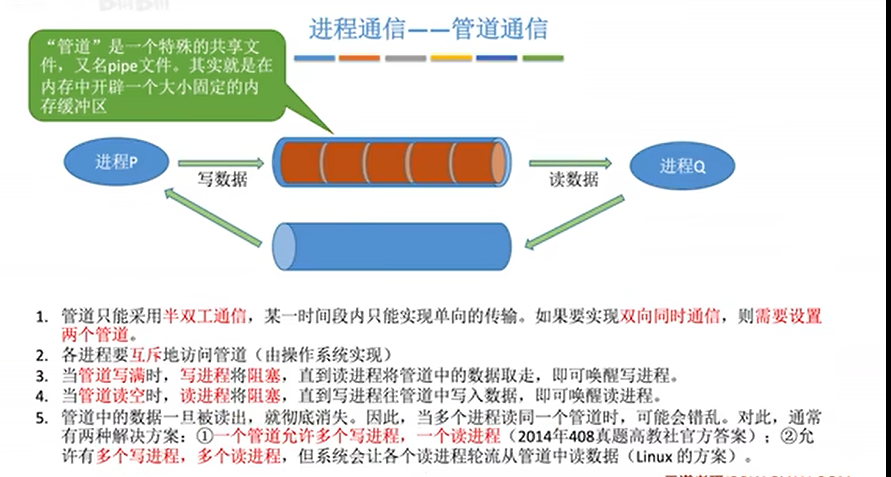 进程通信——管道通信
“管道”是一个特殊的共享文
件，又名pipe文件。其实就是在
内存中开辟一个大小固定的内
存缓冲区
进程P
写数据
读数据
进程Q
1. 管道只能采用半双工通信，某一时间段内只能实现单向的传输。如果要实现双向同时通信，则需要设置
两个管道。
2. 各进程要互斥地访问管道（由操作系统实现）
3. 当管道写满时，写进程将阻塞，直到读进程将管道中的数据取走，即可唤醒写进程。
4. 当管道读空时，读进程将阻塞，直到写进程往管道中写入数据，即可唤醒读进程。
5. 管道中的数据一旦被读出，就彻底消失。因此，当多个进程读同一个管道时，可能会错乱。对此，通常
有两种解决方案：①一个管道允许多个写进程，一个读进程（2014年408真题高教社官方答案）；②允
许有多个写进程，多个读进程，但系统会让各个读进程轮流从管道中读数据（Linux 的方案）。